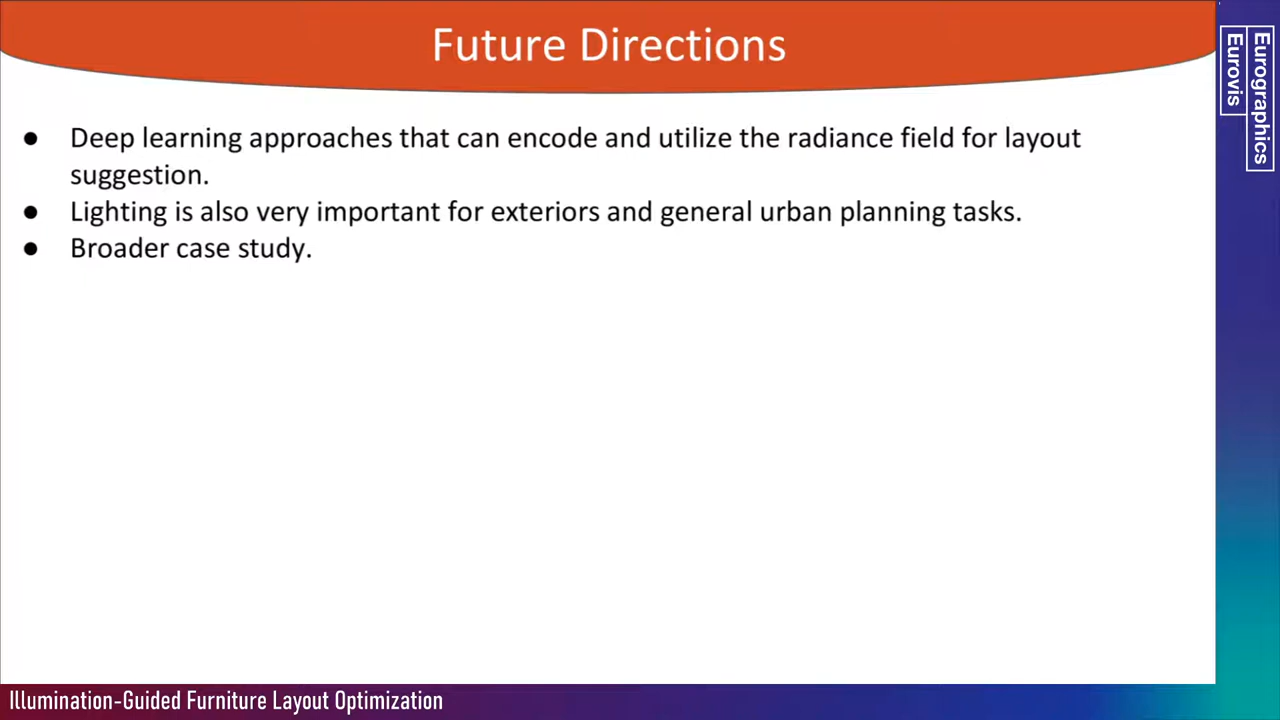 Future Directions
● Deep learning approaches that can encode and utilize the radiance field for layout
suggestion.
● Lighting is also very important for exteriors and general urban planning tasks.
● Broader case study.
Eurographics
Eurovis
Illumination-Guided Furniture Layout Optimization